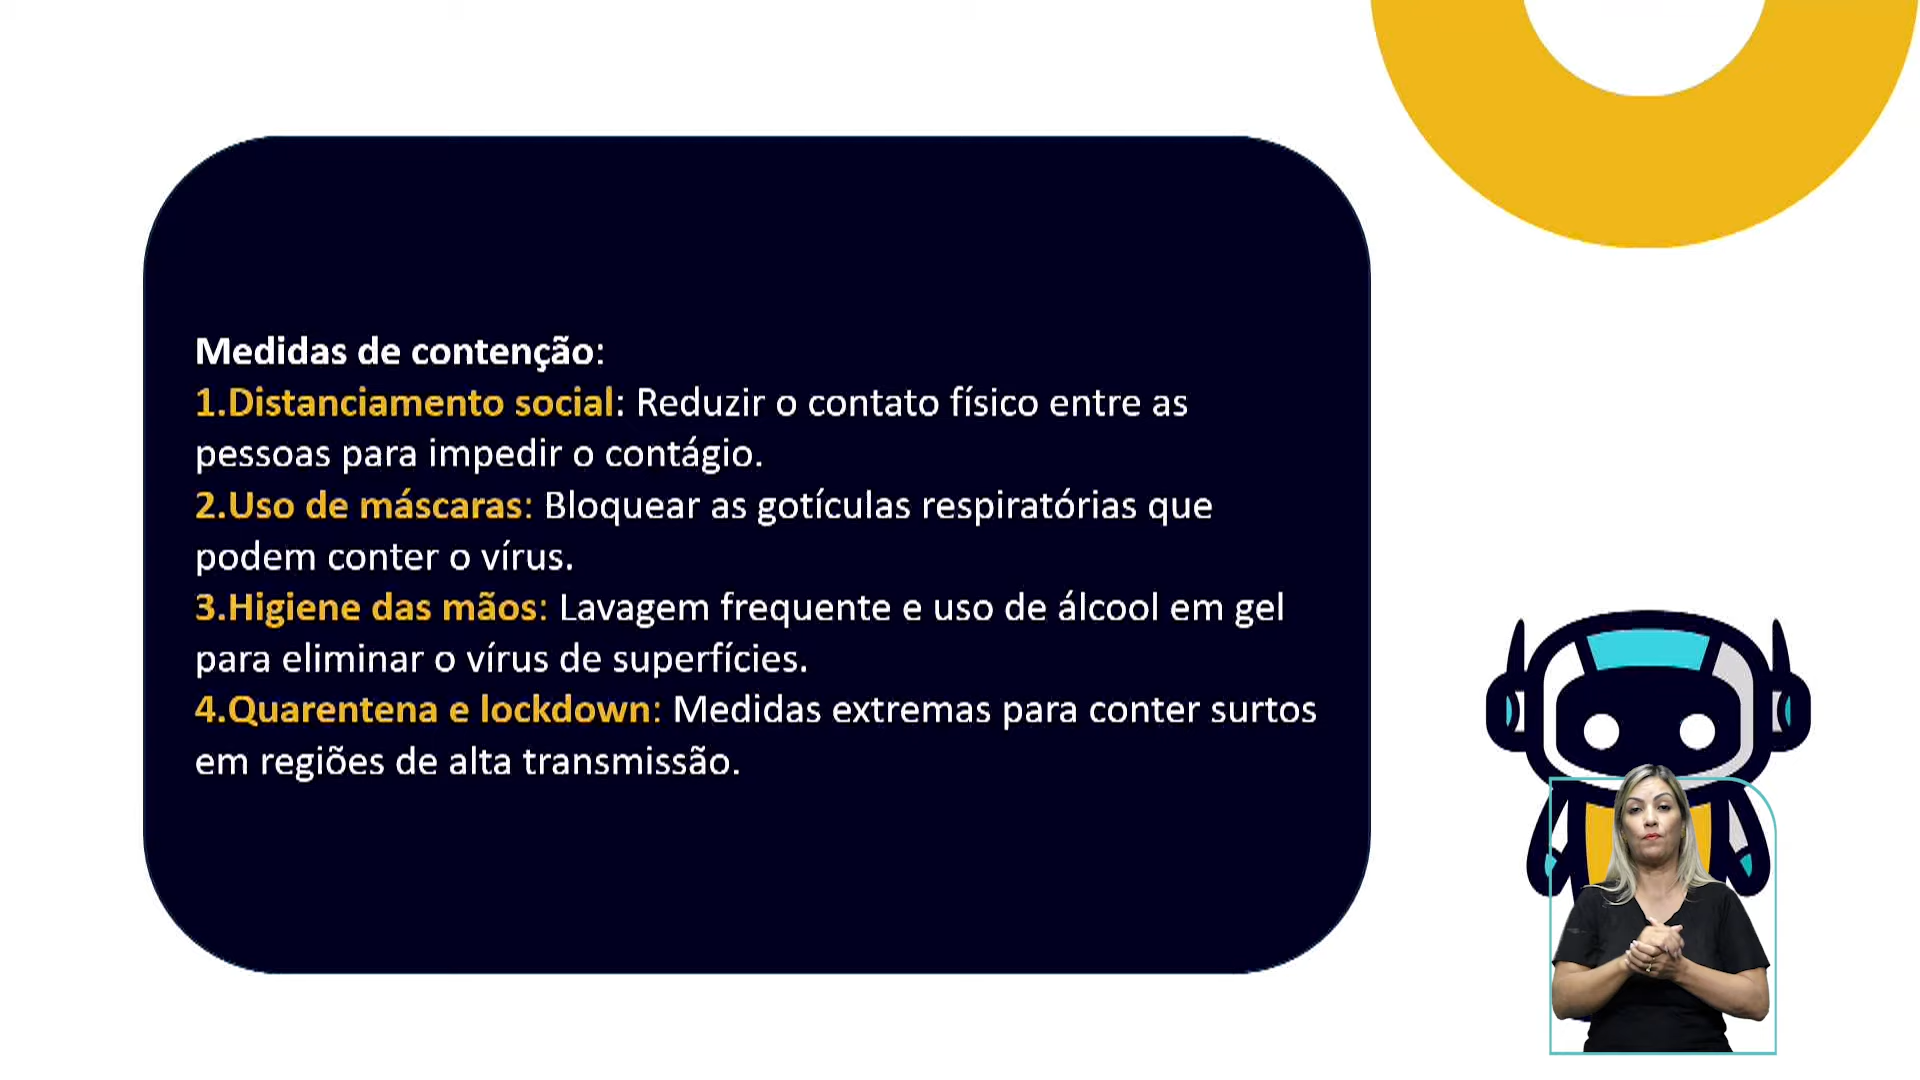 Medidas de contenção:
1.Distanciamento social: Reduzir o contato físico entre as
pessoas para impedir o contágio.
2.Uso de máscaras: Bloquear as gotículas respiratórias que
podem conter o vírus.
3.Higiene das mãos: Lavagem frequente e uso de álcool em gel
para eliminar o vírus de superfícies.
4.Quarentena e lockdown: Medidas extremas para conter surtos
em regiões de alta transmissão.